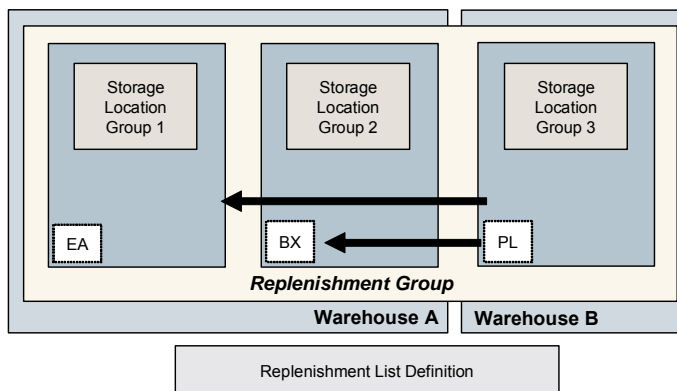 Storage
Location
Group 1
Storage
Location
Group 2
Storage
Location
Group 3
EA
BX
PL
Replenishment Group
Warehouse A
Warehouse B
Replenishment List Definition